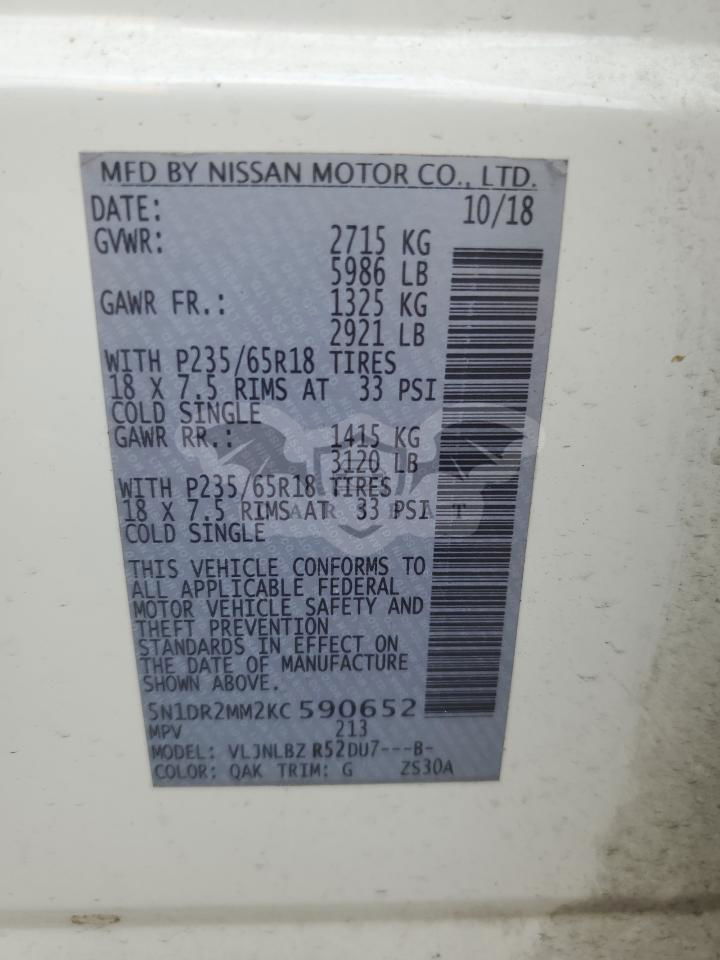 MFD BY NISSAN MOTOR CO., LTD.
DATE: 10/18
GVWR: 2715 KG
5986 LB
GAWR FR.: 1325 KG
2921 LB
WITH P235/65R18 TIRES
18 X 7.5 RIMS AT 33 PSI
COLD SINGLE
GAWR RR.: 1415 KG
3120 LB
WITH P235/65R18 TIRES
18 X 7.5 RIMS AT 33 PSI
COLD SINGLE
THIS VEHICLE CONFORMS TO
ALL APPLICABLE FEDERAL
MOTOR VEHICLE SAFETY AND
THEFT PREVENTION
STANDARDS IN EFFECT ON
THE DATE OF MANUFACTURE
SHOWN ABOVE.
5N1DR2MM2KC 590652
MPV 213
MODEL: VLJNLBZ R52DU7---B-
COLOR: QAK TRIM: G ZS30A